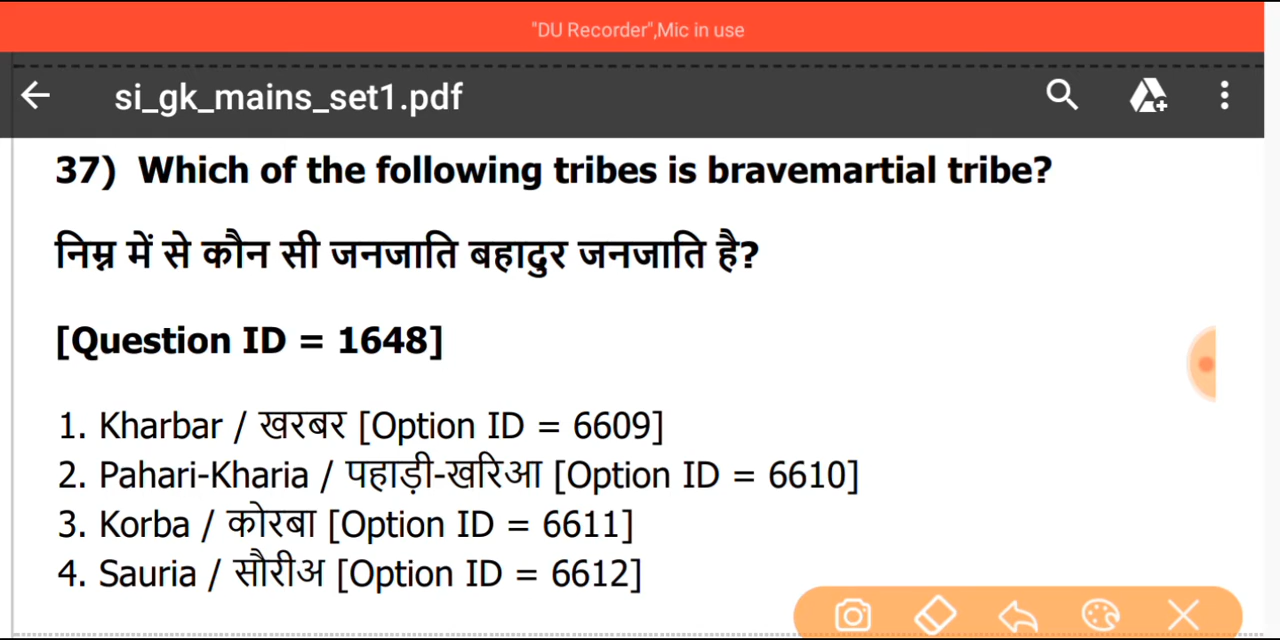 "DU Recorder",Mic in use
si_gk_mains_set1.pdf
37) Which of the following tribes is bravemartial tribe?
निम्न में से कौन सी जनजाति बहादुर जनजाति है?
[Question ID = 1648]
1. Kharbar / खरबर [Option ID = 6609]
2. Pahari-Kharia / पहाड़ी-खरिआ [Option ID = 6610]
3. Korba / कोरबा [Option ID = 6611]
4. Sauria / सौरीअ [Option ID = 6612]